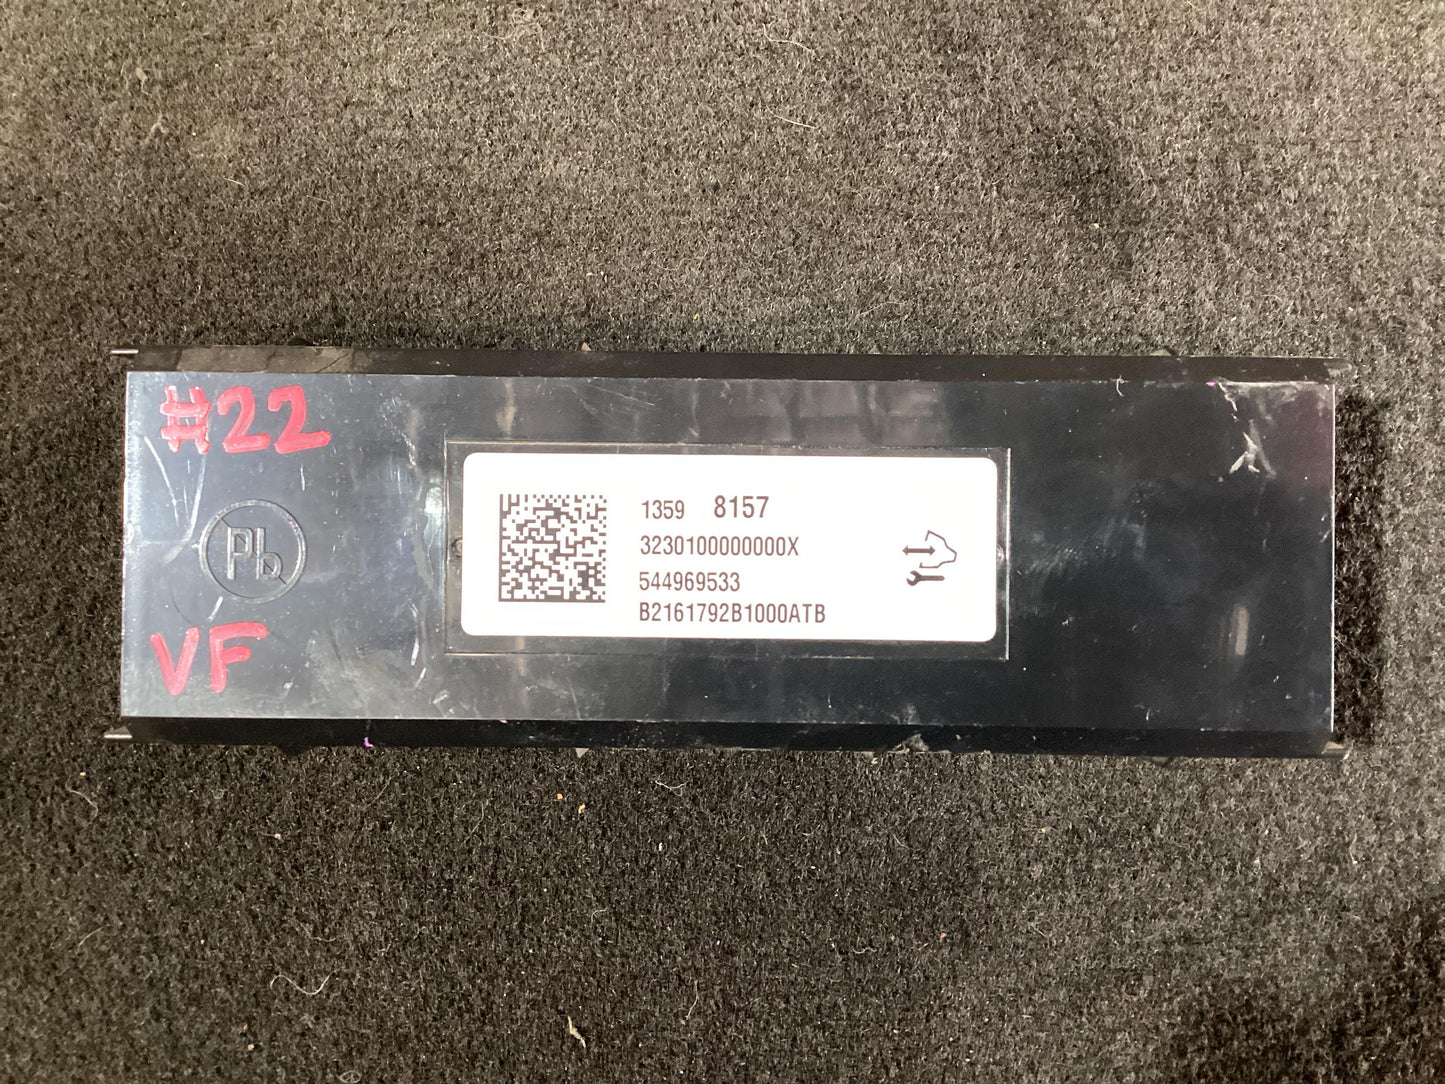 #22
Pb
VF
1359 8157
3230100000000X
544969533
B2161792B1000ATB